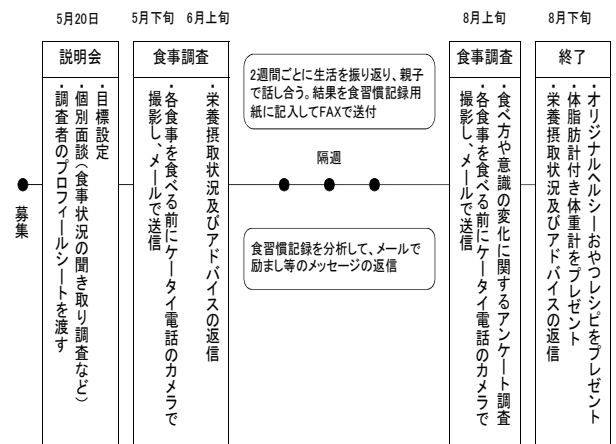 5月20日
5月下旬 6月上旬
8月上旬
8月下旬
募集
説明会
・目標設定
・個別面談(食事状況の聞き取り調査など)
・調査者のプロフィールシートを渡す
食事調査
・栄養摂取状況及びアドバイスの返信
・各食事を食べる前にケータイ電話のカメラで
撮影し、メールで送信
2週間ごとに生活を振り返り、親子
で話し合う。結果を食習慣記録用
紙に記入してFAXで送付
隔週
食習慣記録を分析して、メールで
励まし等のメッセージの返信
食事調査
・食べ方や意識の変化に関するアンケート調査
・各食事を食べる前にケータイ電話のカメラで
撮影し、メールで送信
終了
・オリジナルヘルシーおやつレシピをプレゼント
・体脂肪計付き体重計をプレゼント
・栄養摂取状況及びアドバイスの返信